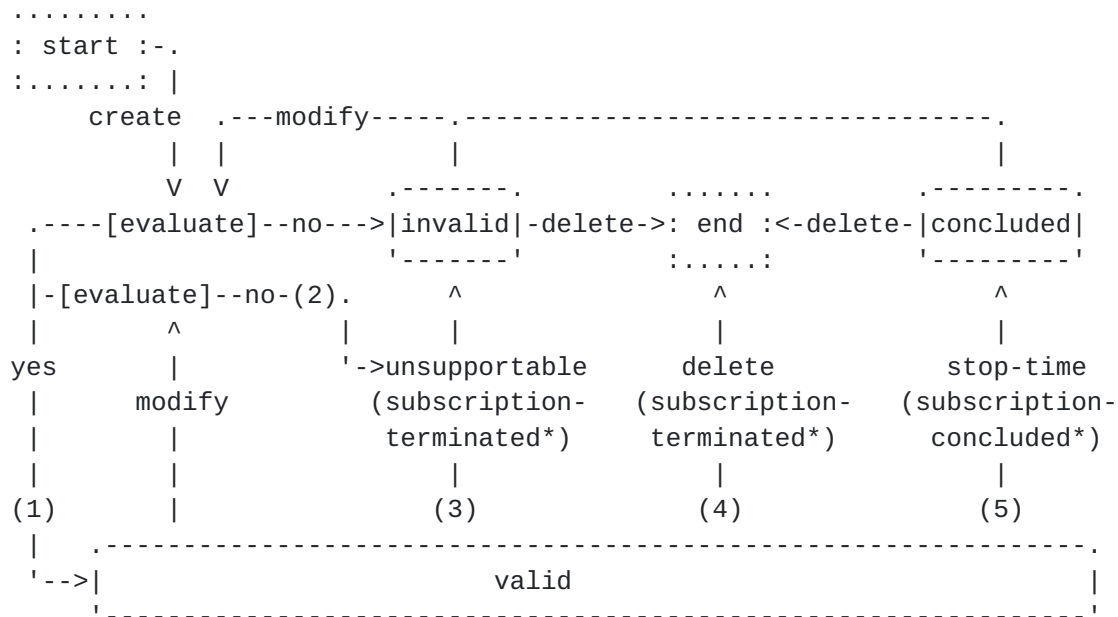 .........
: start :-.
:.......: |
     create  .---modify-----.----------------------------------.
          |  |              |                                  |
          V  V          .-------.         .......         .---------.
 .----[evaluate]--no--->|invalid|-delete->: end :<-delete-|concluded|
 |                      '-------'         :.....:         '---------'
 |-[evaluate]--no-(2).      ^                ^                 ^
 |        ^          |      |                |                 |
yes       |          '->unsupportable      delete           stop-time
 |      modify         (subscription-   (subscription-   (subscription-
 |        |             terminated*)     terminated*)      concluded*)
 |        |                 |                |                 |
(1)       |                (3)              (4)               (5)
 |   .---------------------------------------------------------------.
 '-->|                         valid                                 |
     '---------------------------------------------------------------'